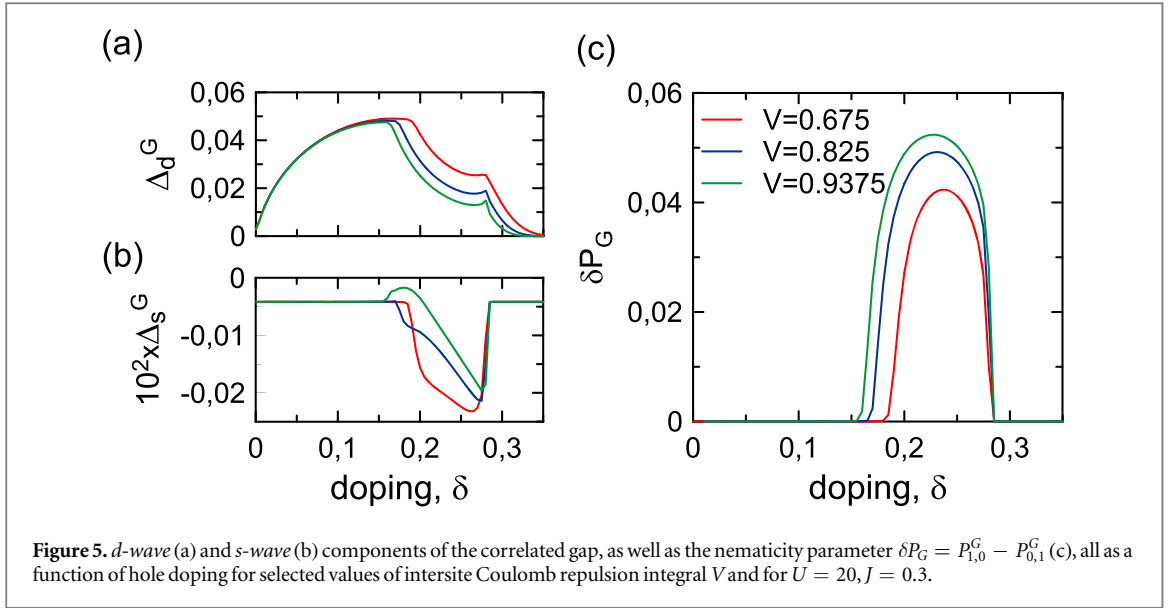 (a)
0,06
0,04
0,02
0
Δ_d^G
(b)
0
-0,01
-0,02
10²xΔ_s^G
0 0,1 0,2 0,3
doping, δ
(c)
0,06
0,04
0,02
0
δP_G
V=0.675
V=0.825
V=0.9375
0 0,1 0,2 0,3
doping, δ
Figure 5. d-wave (a) and s-wave (b) components of the correlated gap, as well as the nematicity parameter δP_G = P^G_{1,0} − P^G_{0,1} (c), all as a
function of hole doping for selected values of intersite Coulomb repulsion integral V and for U = 20, J = 0.3.